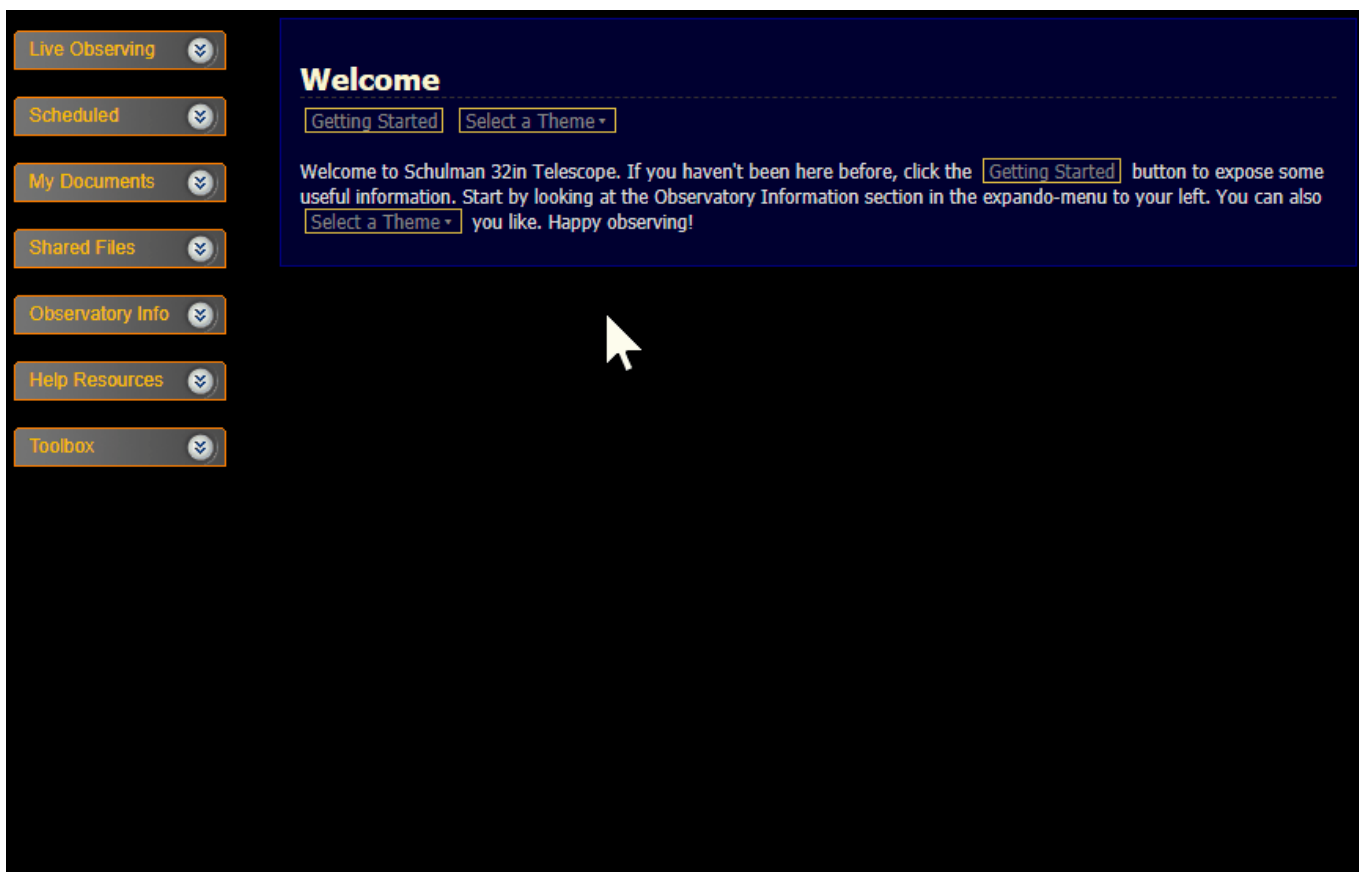 Live Observing
Scheduled
My Documents
Shared Files
Observatory Info
Help Resources
Toolbox
Welcome
Getting Started Select a Theme
Welcome to Schulman 32in Telescope. If you haven't been here before, click the Getting Started button to expose some
useful information. Start by looking at the Observatory Information section in the expando-menu to your left. You can also
Select a Theme you like. Happy observing!